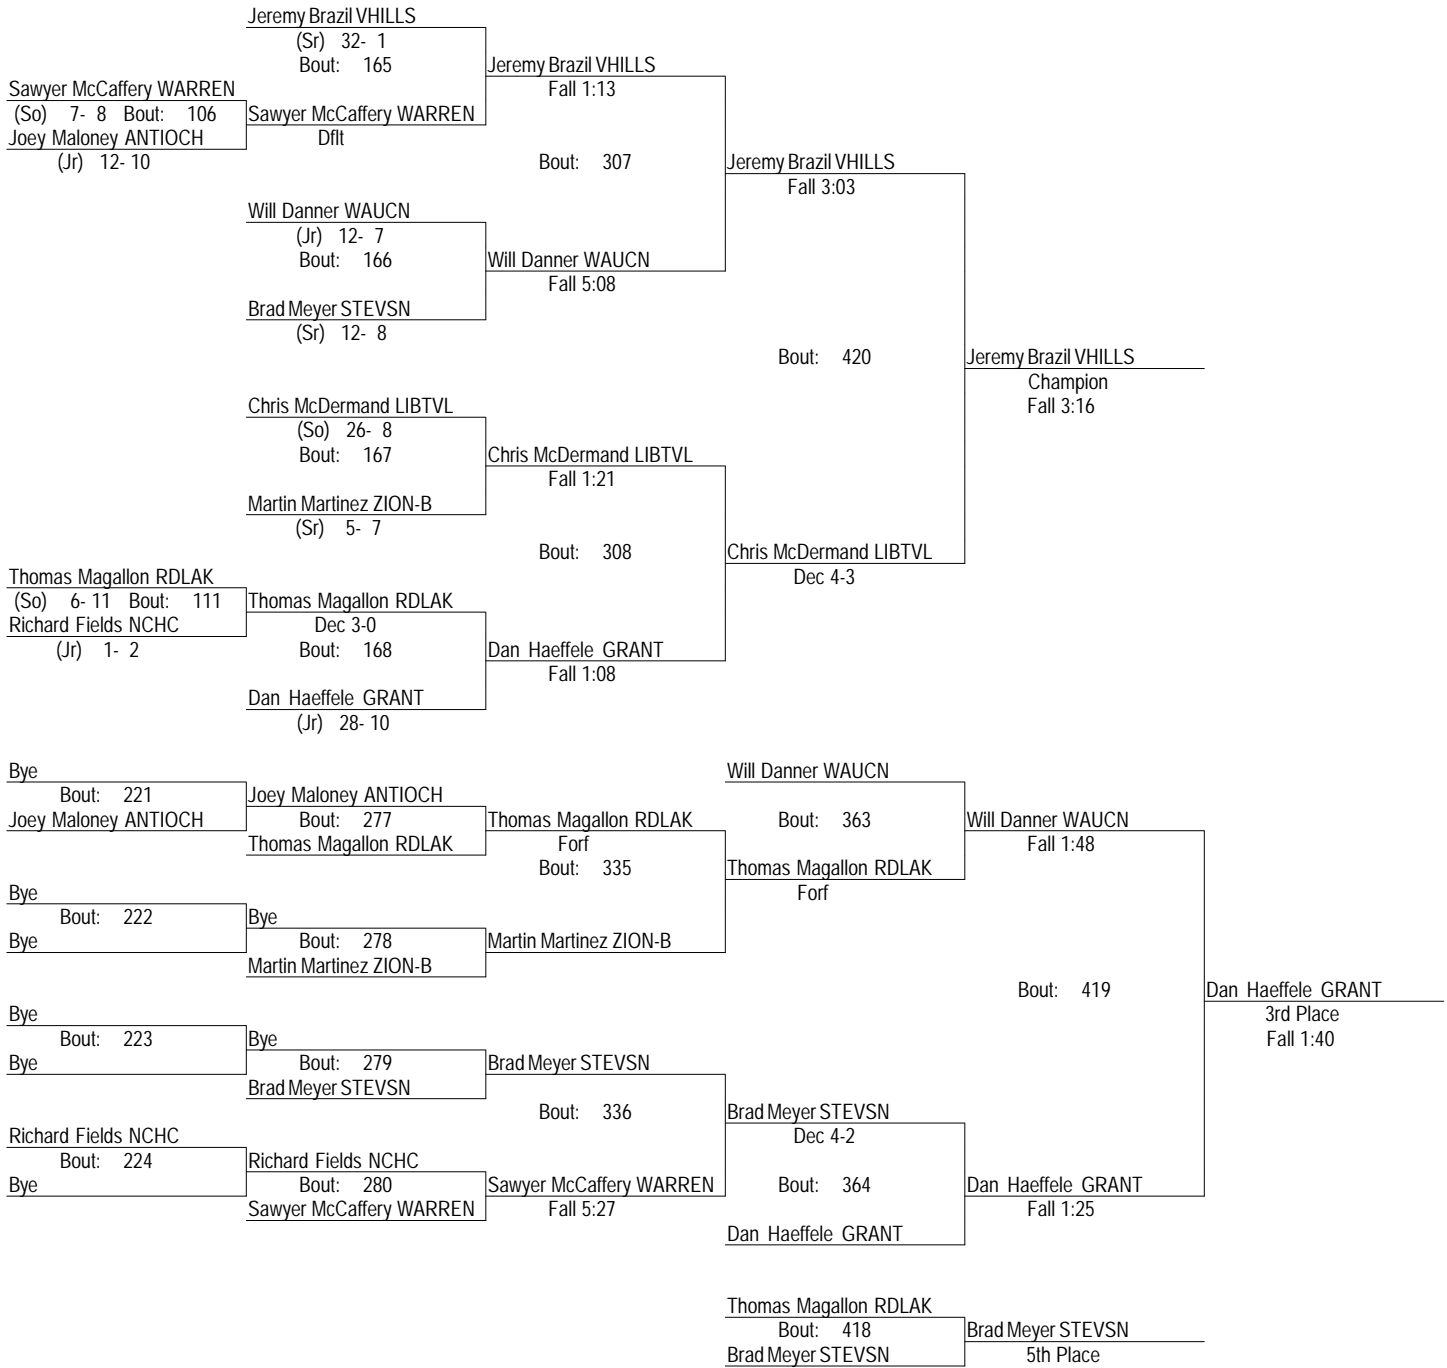 Jeremy Brazil VHILLS
(Sr) 32- 1
Bout: 165
Jeremy Brazil VHILLS
Fall 1:13
Sawyer McCaffery WARREN
(So) 7- 8 Bout: 106
Sawyer McCaffery WARREN
Dflt
Joey Maloney ANTIOCH
(Jr) 12- 10
Bout: 307
Jeremy Brazil VHILLS
Fall 3:03
Will Danner WAUCN
(Jr) 12- 7
Bout: 166
Will Danner WAUCN
Fall 5:08
Brad Meyer STEVSN
(Sr) 12- 8
Bout: 420
Jeremy Brazil VHILLS
Champion
Fall 3:16
Chris McDermand LIBTVL
(So) 26- 8
Bout: 167
Chris McDermand LIBTVL
Fall 1:21
Martin Martinez ZION-B
(Sr) 5- 7
Bout: 308
Chris McDermand LIBTVL
Dec 4-3
Thomas Magallon RDLAK
(So) 6- 11 Bout: 111
Thomas Magallon RDLAK
Dec 3-0
Richard Fields NCHC
(Jr) 1- 2
Bout: 168
Dan Haeffele GRANT
Fall 1:08
Dan Haeffele GRANT
(Jr) 28- 10
Bye
Bout: 221
Joey Maloney ANTIOCH
Joey Maloney ANTIOCH
Bout: 277
Thomas Magallon RDLAK
Thomas Magallon RDLAK
Forf
Bout: 335
Will Danner WAUCN
Bout: 363
Will Danner WAUCN
Fall 1:48
Thomas Magallon RDLAK
Forf
Bye
Bout: 222
Bye
Bye
Bout: 278
Martin Martinez ZION-B
Martin Martinez ZION-B
Bout: 419
Dan Haeffele GRANT
3rd Place
Fall 1:40
Bye
Bout: 223
Bye
Bye
Bout: 279
Brad Meyer STEVSN
Brad Meyer STEVSN
Bout: 336
Brad Meyer STEVSN
Dec 4-2
Richard Fields NCHC
Bout: 224
Bye
Richard Fields NCHC
Bout: 280
Sawyer McCaffery WARREN
Sawyer McCaffery WARREN
Fall 5:27
Bout: 364
Dan Haeffele GRANT
Fall 1:25
Dan Haeffele GRANT
Thomas Magallon RDLAK
Bout: 418
Brad Meyer STEVSN
Brad Meyer STEVSN
5th Place